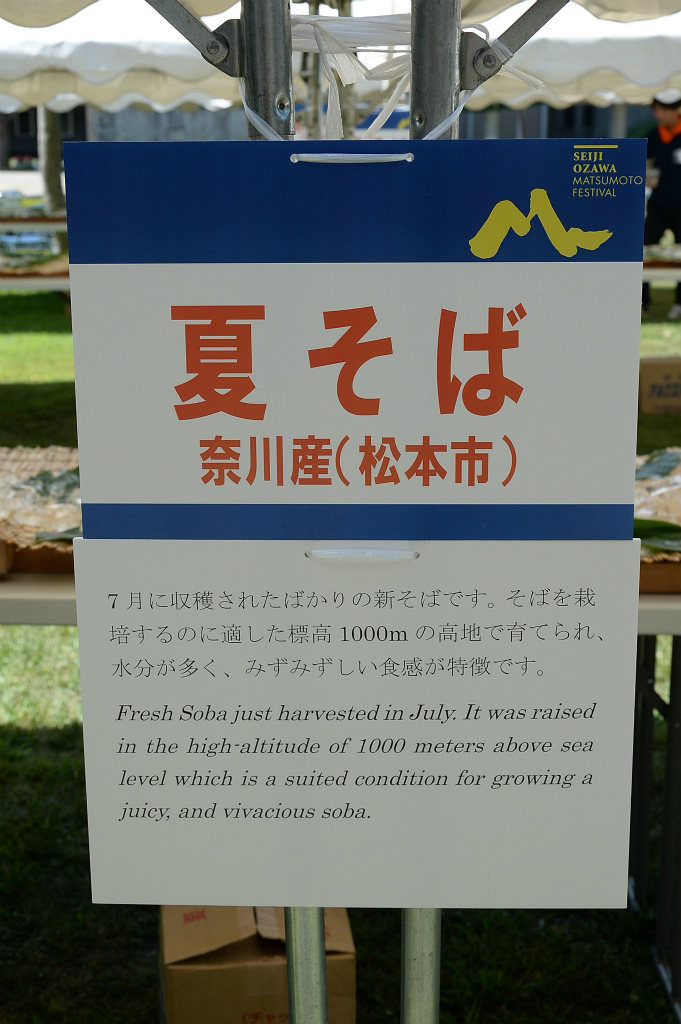 SEIJI
OZAWA
MATSUMOTO
FESTIVAL
夏そば
奈川産(松本市)
7月に収穫されたばかりの新そばです。そばを栽
培するのに適した標高1000mの高地で育てられ、
水分が多く、みずみずしい食感が特徴です。
Fresh Soba just harvested in July. It was raised
in the high-altitude of 1000 meters above sea
level which is a suited condition for growing a
juicy, and vivacious soba.